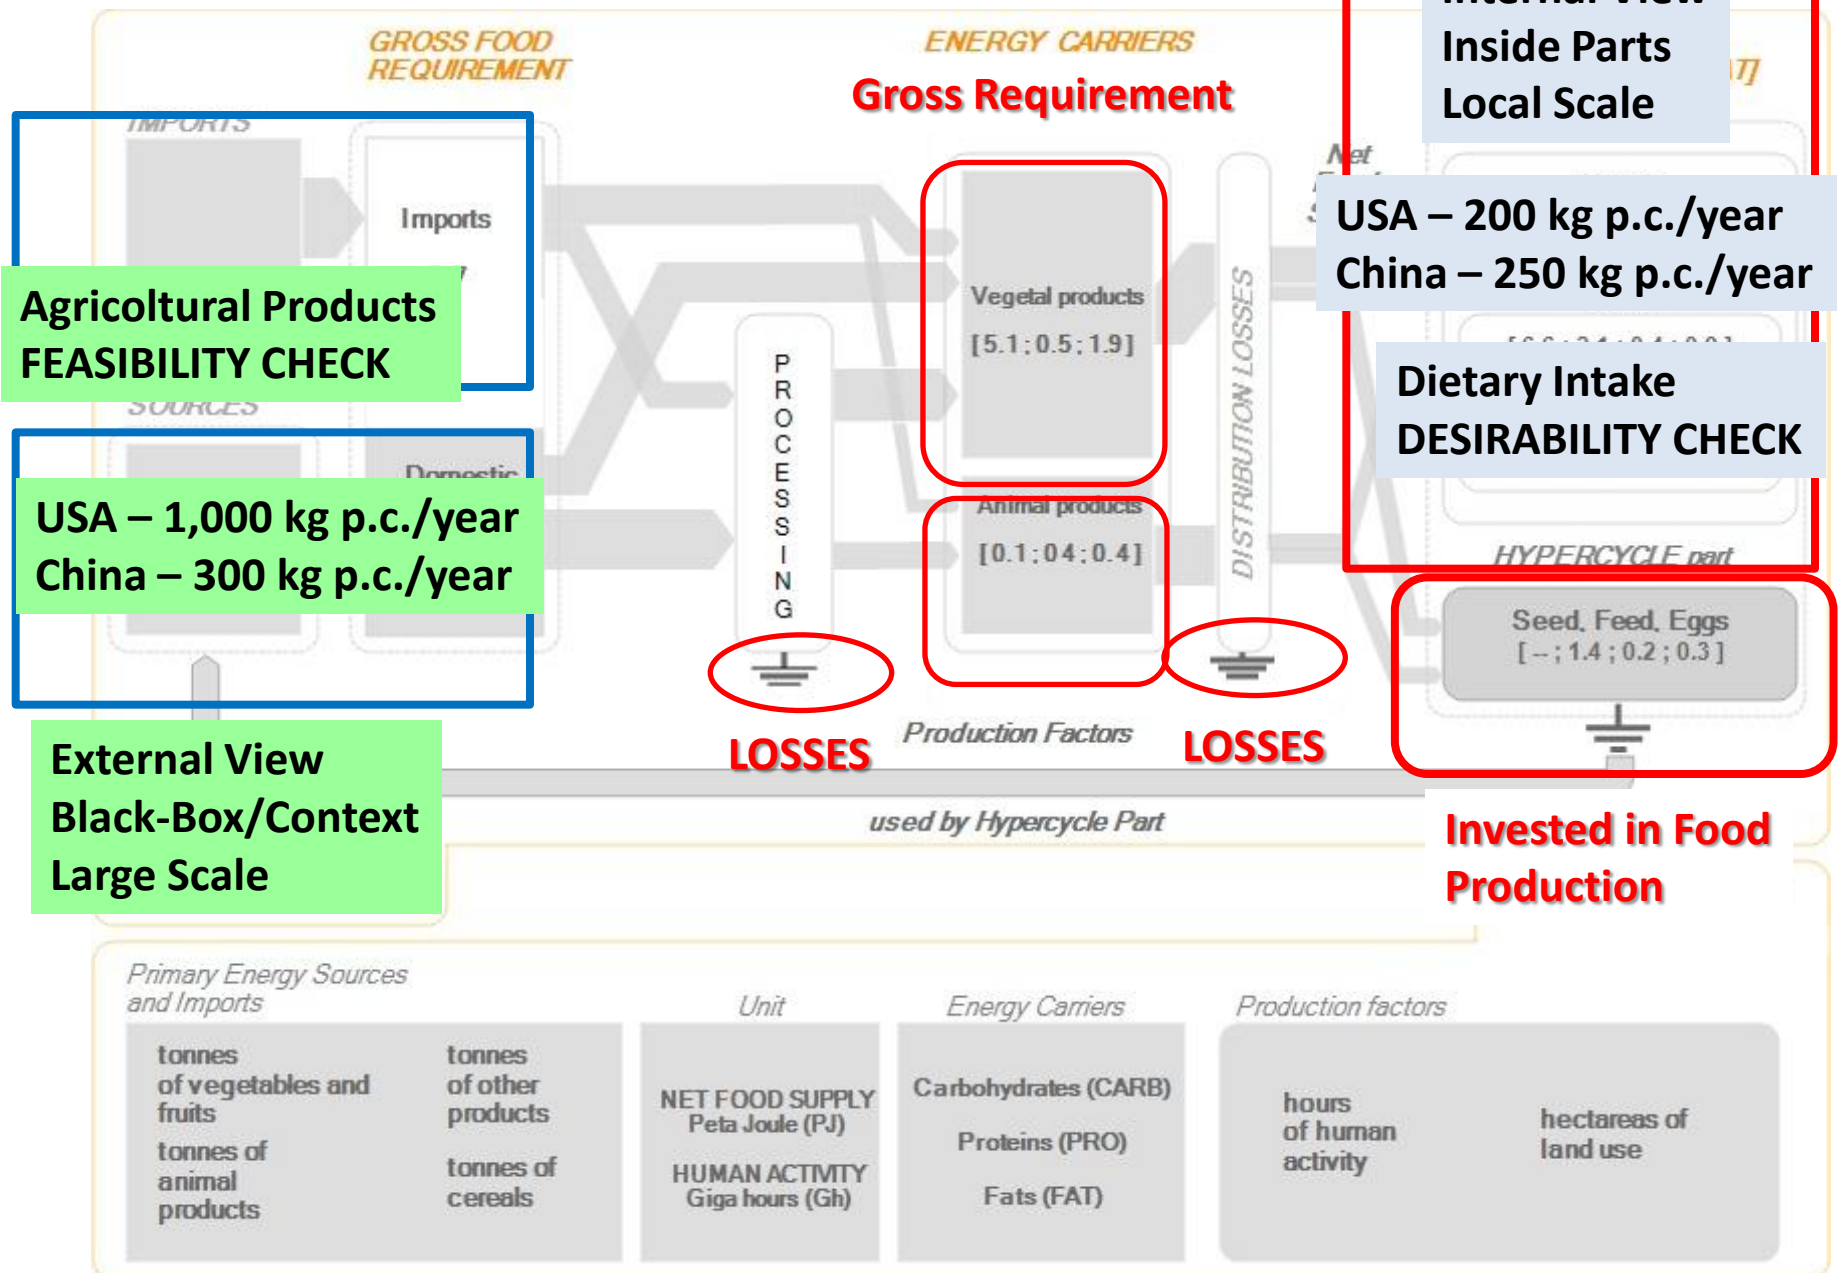 GROSS FOOD
REQUIREMENT
ENERGY CARRIERS
Gross Requirement
Internal View
Inside Parts
Local Scale
IMPORTS
Imports
Agricoltural Products
FEASIBILITY CHECK
SOURCES
Domestic
USA – 1,000 kg p.c./year
China – 300 kg p.c./year
External View
Black-Box/Context
Large Scale
PROCESSING
LOSSES
Vegetal products
[5.1; 0.5; 1.9]
Animal products
[0.1; 04; 0.4]
Production Factors
DISTRIBUTION LOSSES
LOSSES
Net
USA – 200 kg p.c./year
China – 250 kg p.c./year
Dietary Intake
DESIRABILITY CHECK
HYPERCYCLE part
Seed, Feed, Eggs
[ --; 1.4 ; 0.2 ; 0.3 ]
Invested in Food
Production
used by Hypercycle Part
Primary Energy Sources
and Imports
tonnes
of vegetables and
fruits
tonnes of
animal
products
tonnes
of other
products
tonnes of
cereals
Unit
NET FOOD SUPPLY
Peta Joule (PJ)
HUMAN ACTIVITY
Giga hours (Gh)
Energy Carriers
Carbohydrates (CARB)
Proteins (PRO)
Fats (FAT)
Production factors
hours
of human
activity
hectareas of
land use